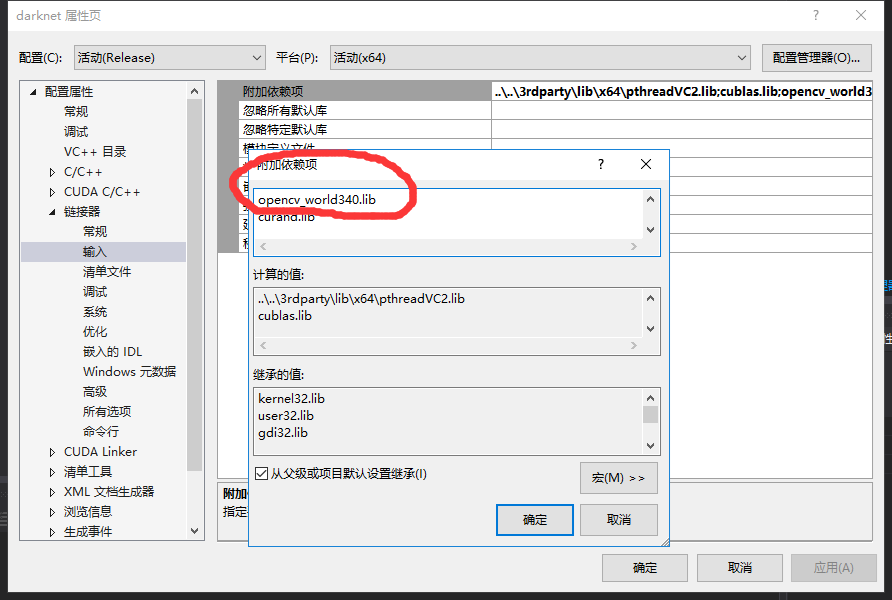 darknet 属性页
配置(C): 活动(Release) 平台(P): 活动(x64) 配置管理器(O)...
配置属性
常规
调试
VC++ 目录
C/C++
CUDA C/C++
链接器
常规
输入
清单文件
调试
系统
优化
嵌入的 IDL
Windows 元数据
高级
所有选项
命令行
CUDA Linker
清单工具
XML 文档生成器
浏览信息
生成事件
附加依赖项 ..\..\3rdparty\lib\x64\pthreadVC2.lib;cublas.lib;opencv_world3
忽略所有默认库
忽略特定默认库
模块定义文件
附加依赖项
opencv_world340.lib
curand.lib
计算的值:
..\..\3rdparty\lib\x64\pthreadVC2.lib
cublas.lib
继承的值:
kernel32.lib
user32.lib
gdi32.lib
从父级或项目默认设置继承(I)
宏(M) >>
确定 取消
附加
指定
确定 取消 应用(A)